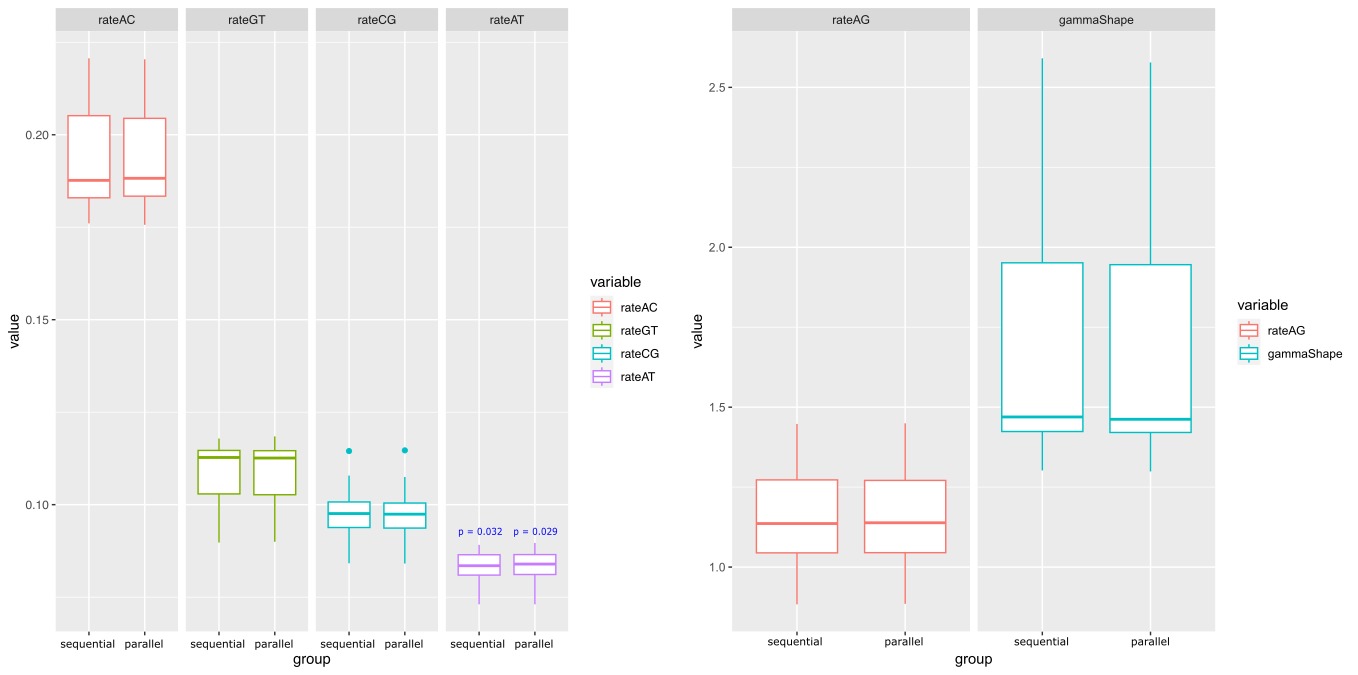 rateAC rateGT rateCG rateAT
value
0.20
0.15
0.10
p = 0.032 p = 0.029
sequential parallel sequential parallel sequential parallel sequential parallel
group
variable
rateAC
rateGT
rateCG
rateAT
rateAG gammaShape
value
2.5
2.0
1.5
1.0
sequential parallel sequential parallel
group
variable
rateAG
gammaShape